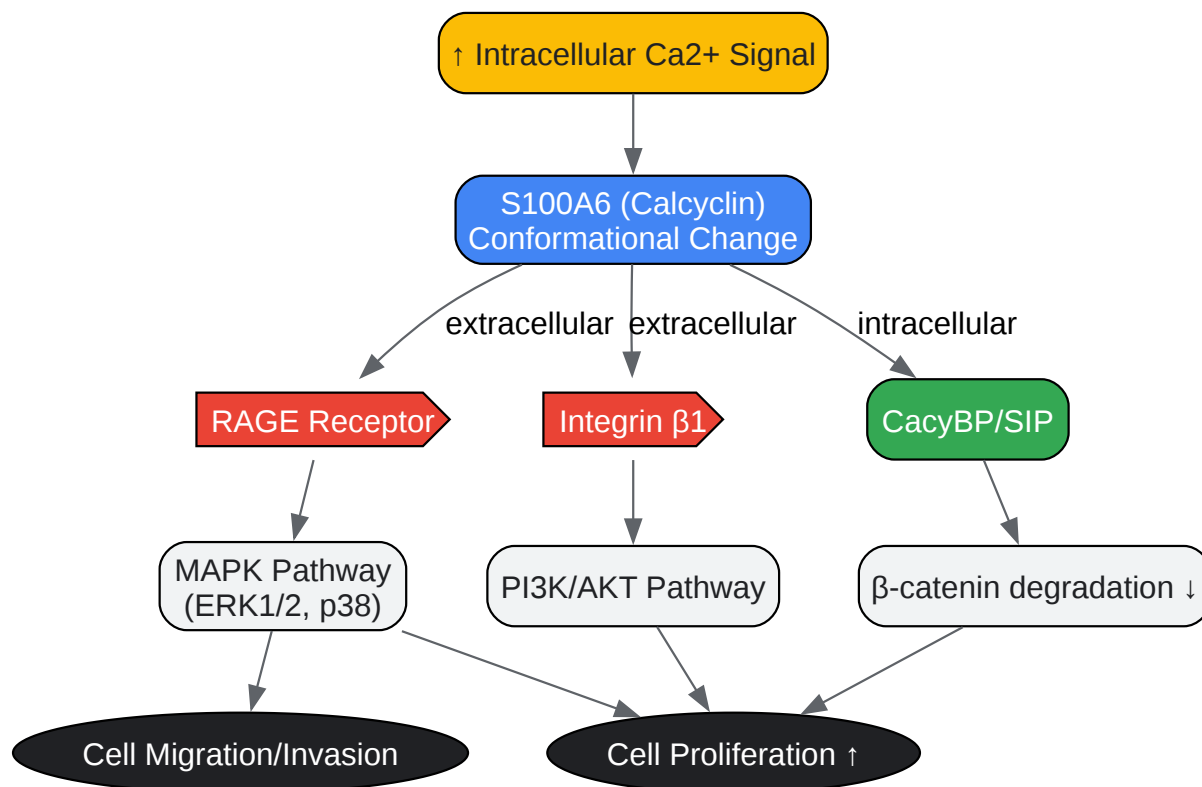 ↑ Intracellular Ca2+ Signal
S100A6 (Calcyclin)
Conformational Change
extracellular
extracellular
intracellular
RAGE Receptor
Integrin β1
CacyBP/SIP
MAPK Pathway
(ERK1/2, p38)
PI3K/AKT Pathway
β-catenin degradation ↓
Cell Migration/Invasion
Cell Proliferation ↑